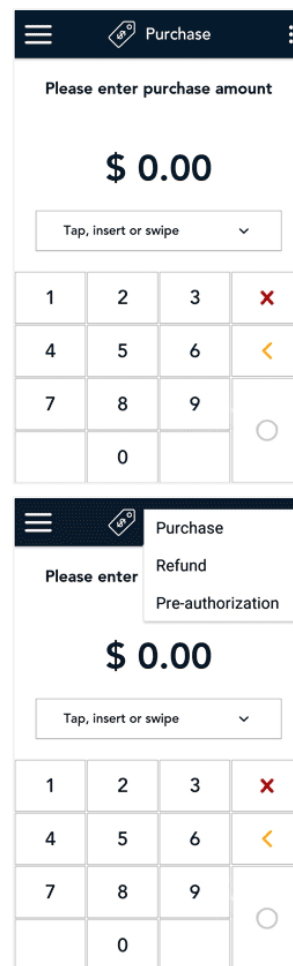 Purchase
Please enter purchase amount
$ 0.00
Tap, insert or swipe
1 2 3
4 5 6
7 8 9
0
Purchase
Refund
Pre-authorization
Please enter
$ 0.00
Tap, insert or swipe
1 2 3
4 5 6
7 8 9
0